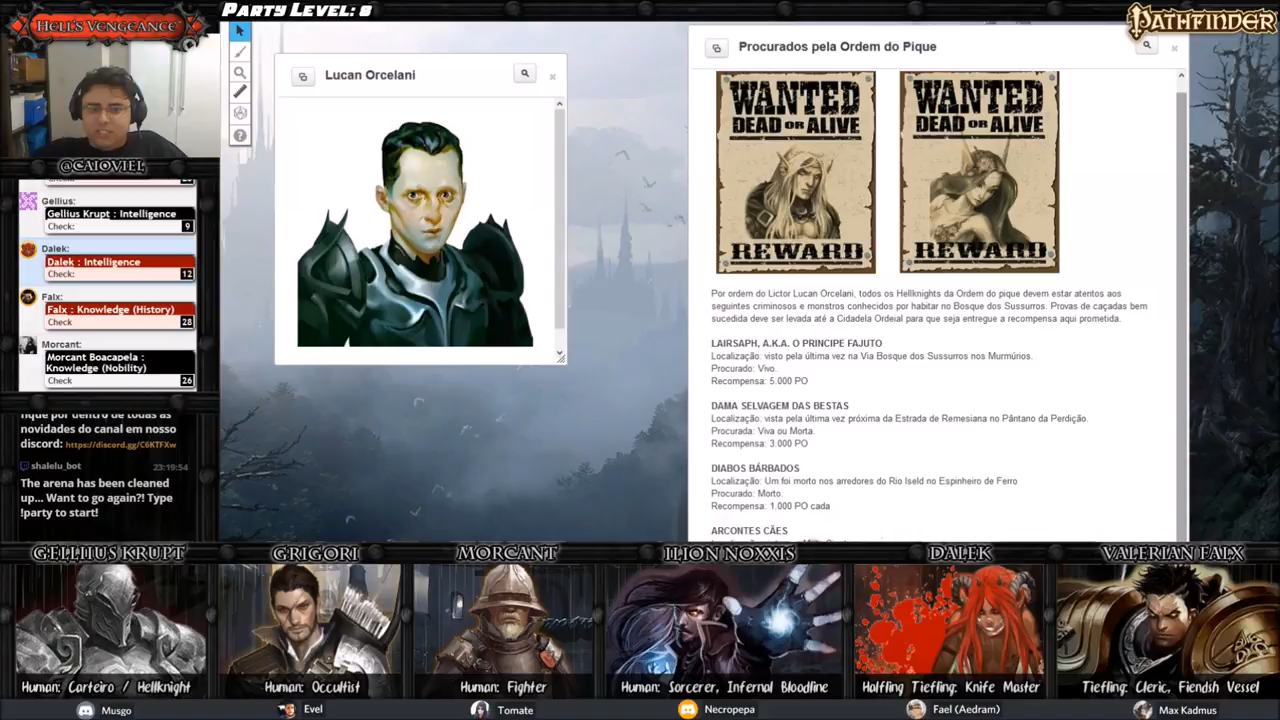 PARTY LEVEL: 8
HELL'S VENGEANCE
PATHFINDER
Lucan Orcelani
Procurados pela Ordem do Pique
@CAIOVIEL
Check:
Gellius:
Gellius Krupt : Intelligence
Check: 9
Dalek:
Dalek : Intelligence
Check: 12
Falx:
Falx : Knowledge (History)
Check 28
Morcant:
Morcant Boacapela :
Knowledge (Nobility)
Check 26
fique por dentro de todas as
novidades do canal em nosso
discord: https://discord.gg/C6KTFXw
shalelu_bot 23:19:54
The arena has been cleaned
up... Want to go again?! Type
!party to start!
WANTED
DEAD OR ALIVE
REWARD
WANTED
DEAD OR ALIVE
REWARD
Por ordem do Lictor Lucan Orcelani, todos os Hellknights da Ordem do pique devem estar atentos aos
seguintes criminosos e monstros conhecidos por habitar no Bosque dos Sussurros. Provas de caçadas bem
sucedida deve ser levada até a Cidadela Ordeial para que seja entregue a recompensa aqui prometida.
LAIRSAPH, A.K.A. O PRINCIPE FAJUTO
Localização: visto pela última vez na Via Bosque dos Sussurros nos Murmúrios.
Procurado: Vivo.
Recompensa: 5.000 PO
DAMA SELVAGEM DAS BESTAS
Localização: vista pela última vez próxima da Estrada de Remesiana no Pântano da Perdição.
Procurada: Viva ou Morta.
Recompensa: 3.000 PO
DIABOS BÁRBADOS
Localização: Um foi morto nos arredores do Rio Iseld no Espinheiro de Ferro
Procurado: Morto.
Recompensa: 1.000 PO cada
ARCONTES CÃES
GELLIUS KRUPT
GRIGORI
MORCANT
ILION NOXXIS
DALEK
VALERIAN FALX
Human: Carteiro / Hellknight
Human: Occultist
Human: Fighter
Human: Sorcerer, Infernal Bloodline
Halfling Tiefling: Knife Master
Tiefling: Cleric, Fiendsh Vessel
Musgo
Evel
Tomate
Necropepa
Fael (Aedram)
Max Kadmus